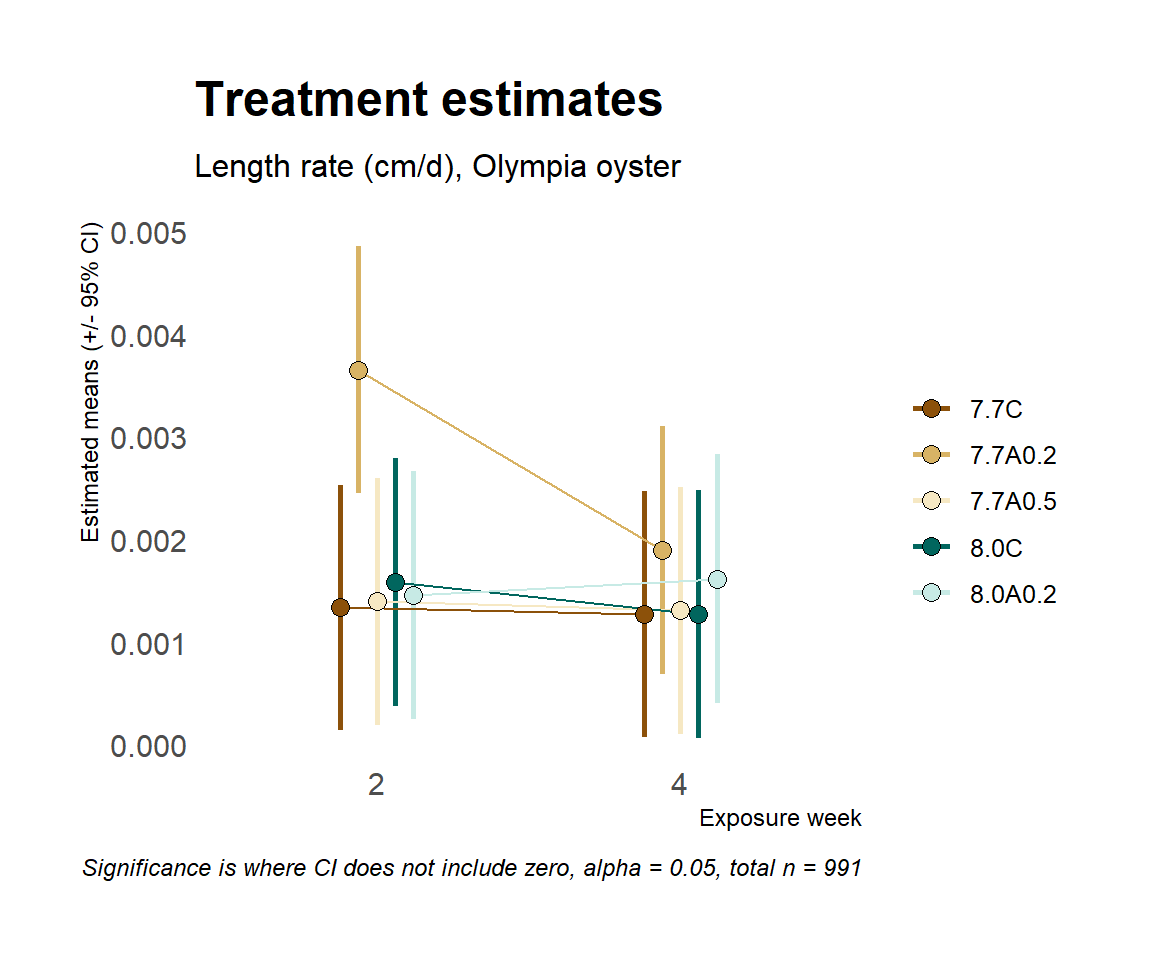 Treatment estimates
Length rate (cm/d), Olympia oyster
Estimated means (+/- 95% CI)
0.005
0.004
0.003
0.002
0.001
0.000
2
4
Exposure week
7.7C
7.7A0.2
7.7A0.5
8.0C
8.0A0.2
Significance is where CI does not include zero, alpha = 0.05, total n = 991